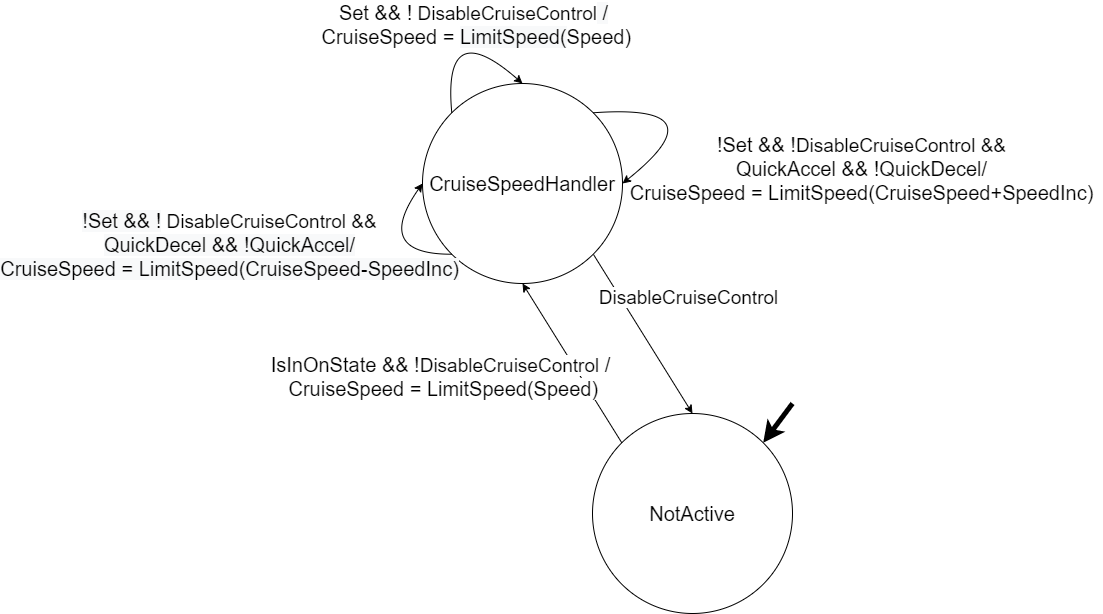 Set && ! DisableCruiseControl /
CruiseSpeed = LimitSpeed(Speed)
!Set && !DisableCruiseControl &&
QuickAccel && !QuickDecel/
CruiseSpeed = LimitSpeed(CruiseSpeed+SpeedInc)
CruiseSpeedHandler
!Set && ! DisableCruiseControl &&
QuickDecel && !QuickAccel/
CruiseSpeed = LimitSpeed(CruiseSpeed-SpeedInc)
DisableCruiseControl
IsInOnState && !DisableCruiseControl /
CruiseSpeed = LimitSpeed(Speed)
NotActive